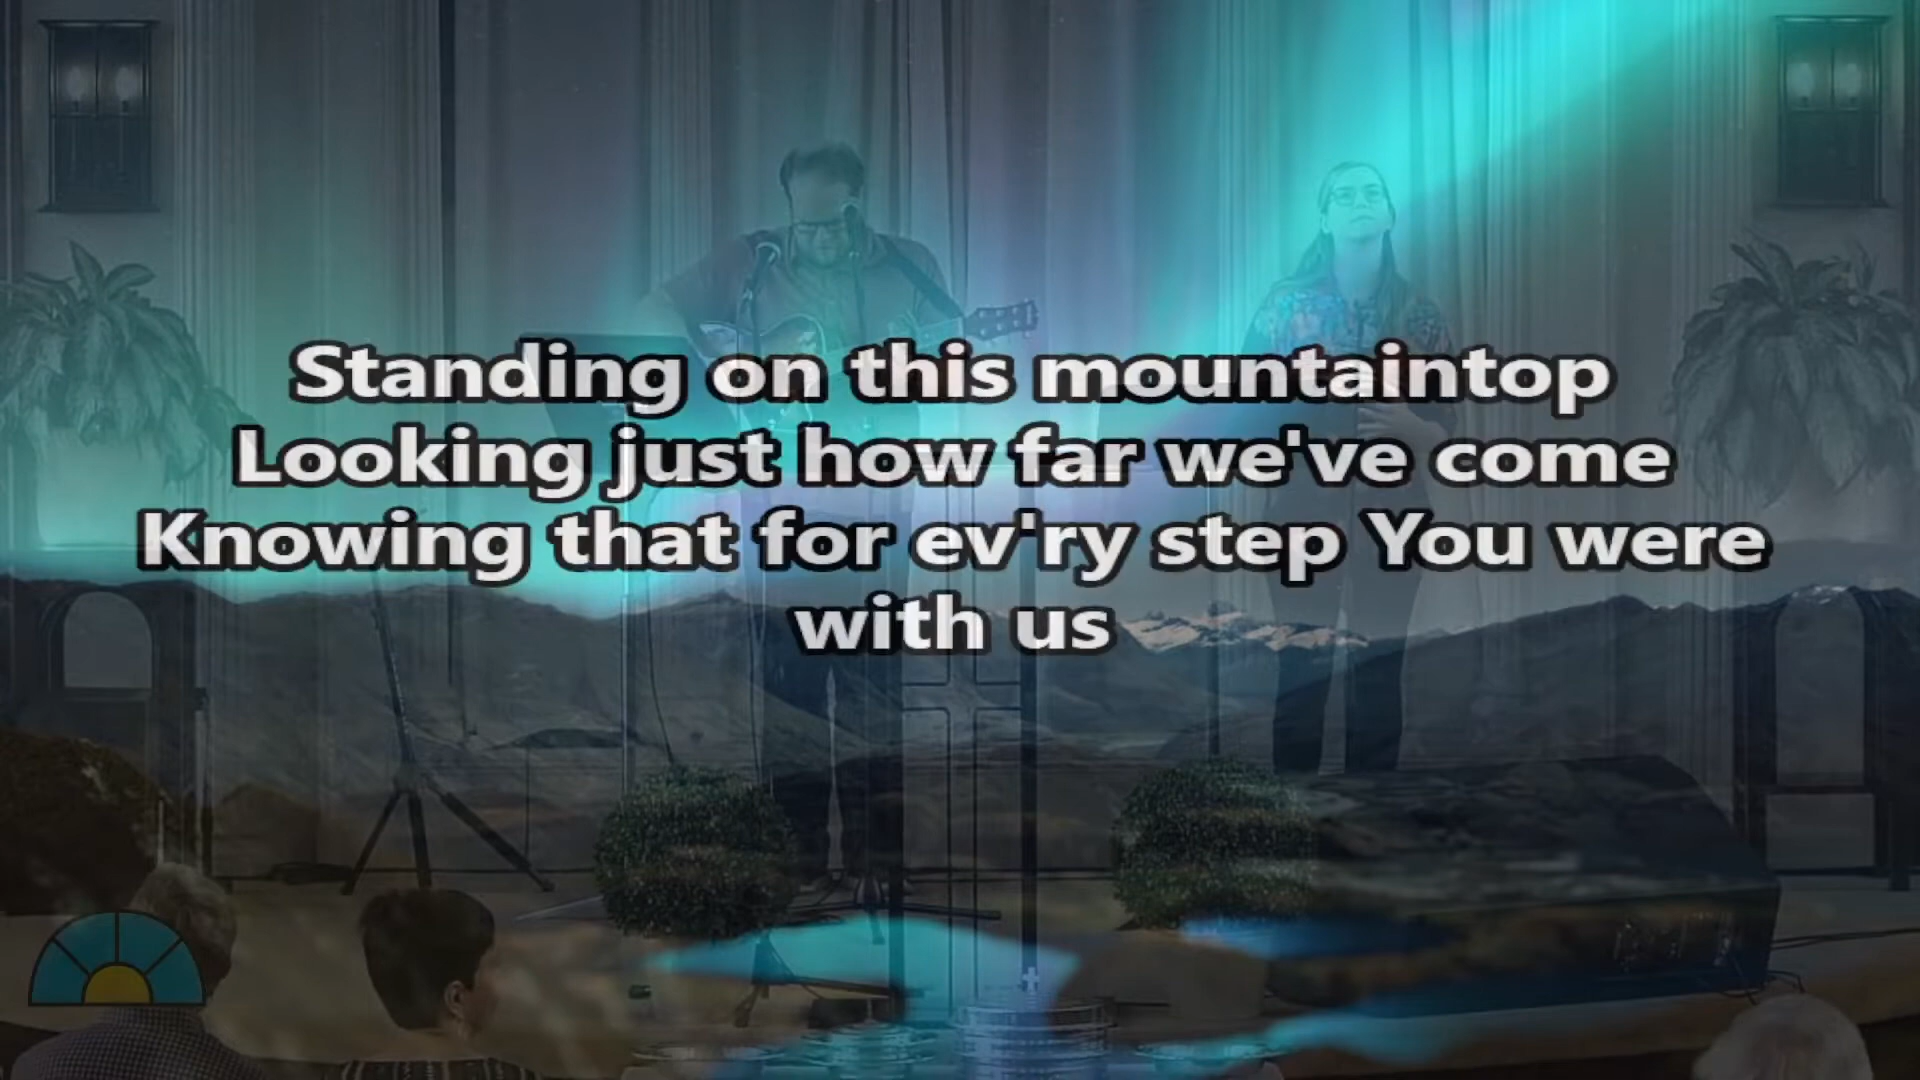 Standing on this mountaintop
Looking just how far we've come
Knowing that for ev'ry step You were
with us